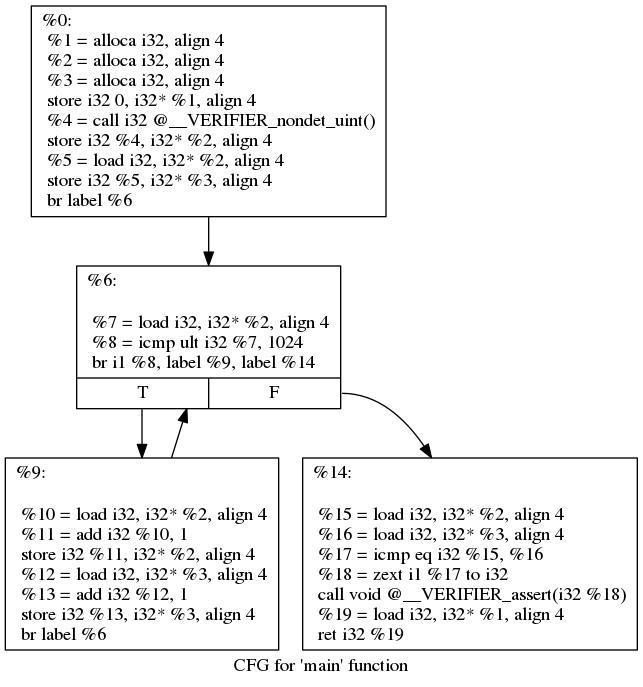 %0:
%1 = alloca i32, align 4
%2 = alloca i32, align 4
%3 = alloca i32, align 4
store i32 0, i32* %1, align 4
%4 = call i32 @__VERIFIER_nondet_uint()
store i32 %4, i32* %2, align 4
%5 = load i32, i32* %2, align 4
store i32 %5, i32* %3, align 4
br label %6
%6:
%7 = load i32, i32* %2, align 4
%8 = icmp ult i32 %7, 1024
br i1 %8, label %9, label %14
T
F
%9:
%10 = load i32, i32* %2, align 4
%11 = add i32 %10, 1
store i32 %11, i32* %2, align 4
%12 = load i32, i32* %3, align 4
%13 = add i32 %12, 1
store i32 %13, i32* %3, align 4
br label %6
%14:
%15 = load i32, i32* %2, align 4
%16 = load i32, i32* %3, align 4
%17 = icmp eq i32 %15, %16
%18 = zext i1 %17 to i32
call void @__VERIFIER_assert(i32 %18)
%19 = load i32, i32* %1, align 4
ret i32 %19
CFG for 'main' function